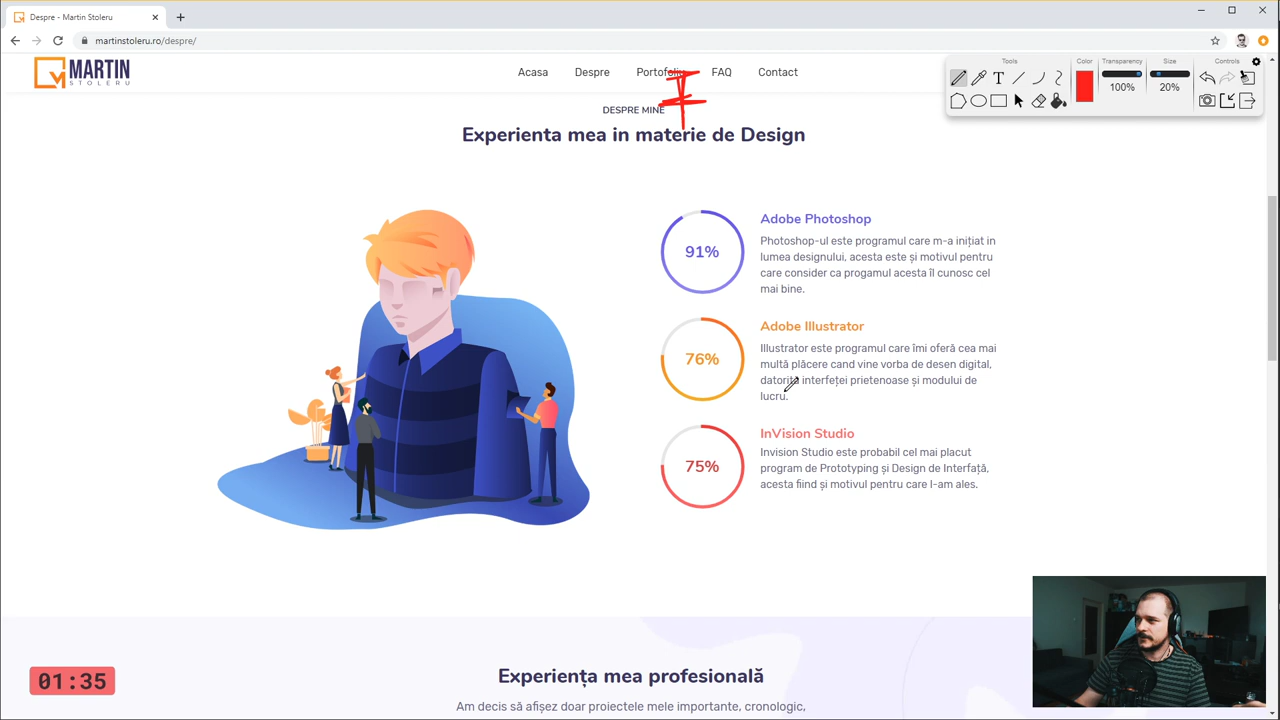 Despre - Martin Stoleru
martinstoleru.ro/despre/
MARTIN
STOLERU
Acasa
Despre
Portofoliu
FAQ
Contact
Tools
Color
Transparency
Size
Controls
100%
20%
DESPRE MINE
Experienta mea in materie de Design
91%
Adobe Photoshop
Photoshop-ul este programul care m-a inițiat in
lumea designului, acesta este și motivul pentru
care consider ca progamul acesta îl cunosc cel
mai bine.
76%
Adobe Illustrator
Illustrator este programul care îmi oferă cea mai
multă plăcere cand vine vorba de desen digital,
datorită interfeței prietenoase și modului de
lucru.
75%
InVision Studio
Invision Studio este probabil cel mai placut
program de Prototyping și Design de Interfață,
acesta fiind și motivul pentru care l-am ales.
Experiența mea profesională
Am decis să afișez doar proiectele mele importante, cronologic,
01:35